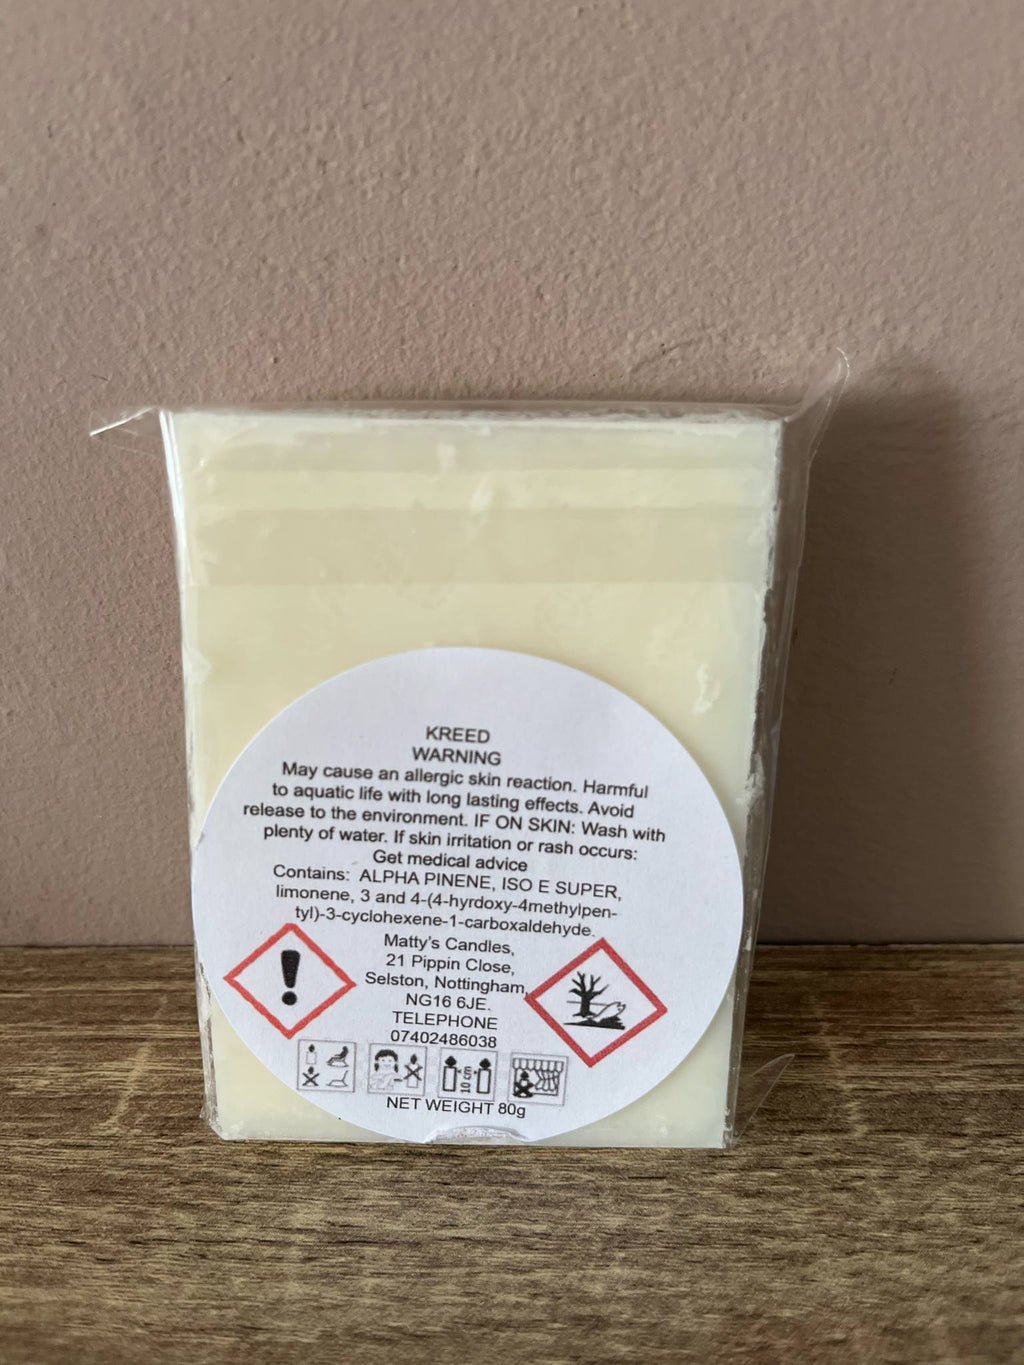 KREED
WARNING
May cause an allergic skin reaction. Harmful
to aquatic life with long lasting effects. Avoid
release to the environment. IF ON SKIN: Wash with
plenty of water. If skin irritation or rash occurs:
Get medical advice
Contains: ALPHA PINENE, ISO E SUPER,
limonene, 3 and 4-(4-hyrdoxy-4methylpen-
tyl)-3-cyclohexene-1-carboxaldehyde.
Matty's Candles,
21 Pippin Close,
Selston, Nottingham,
NG16 6JE.
TELEPHONE
07402486038
10 cm
NET WEIGHT 80g